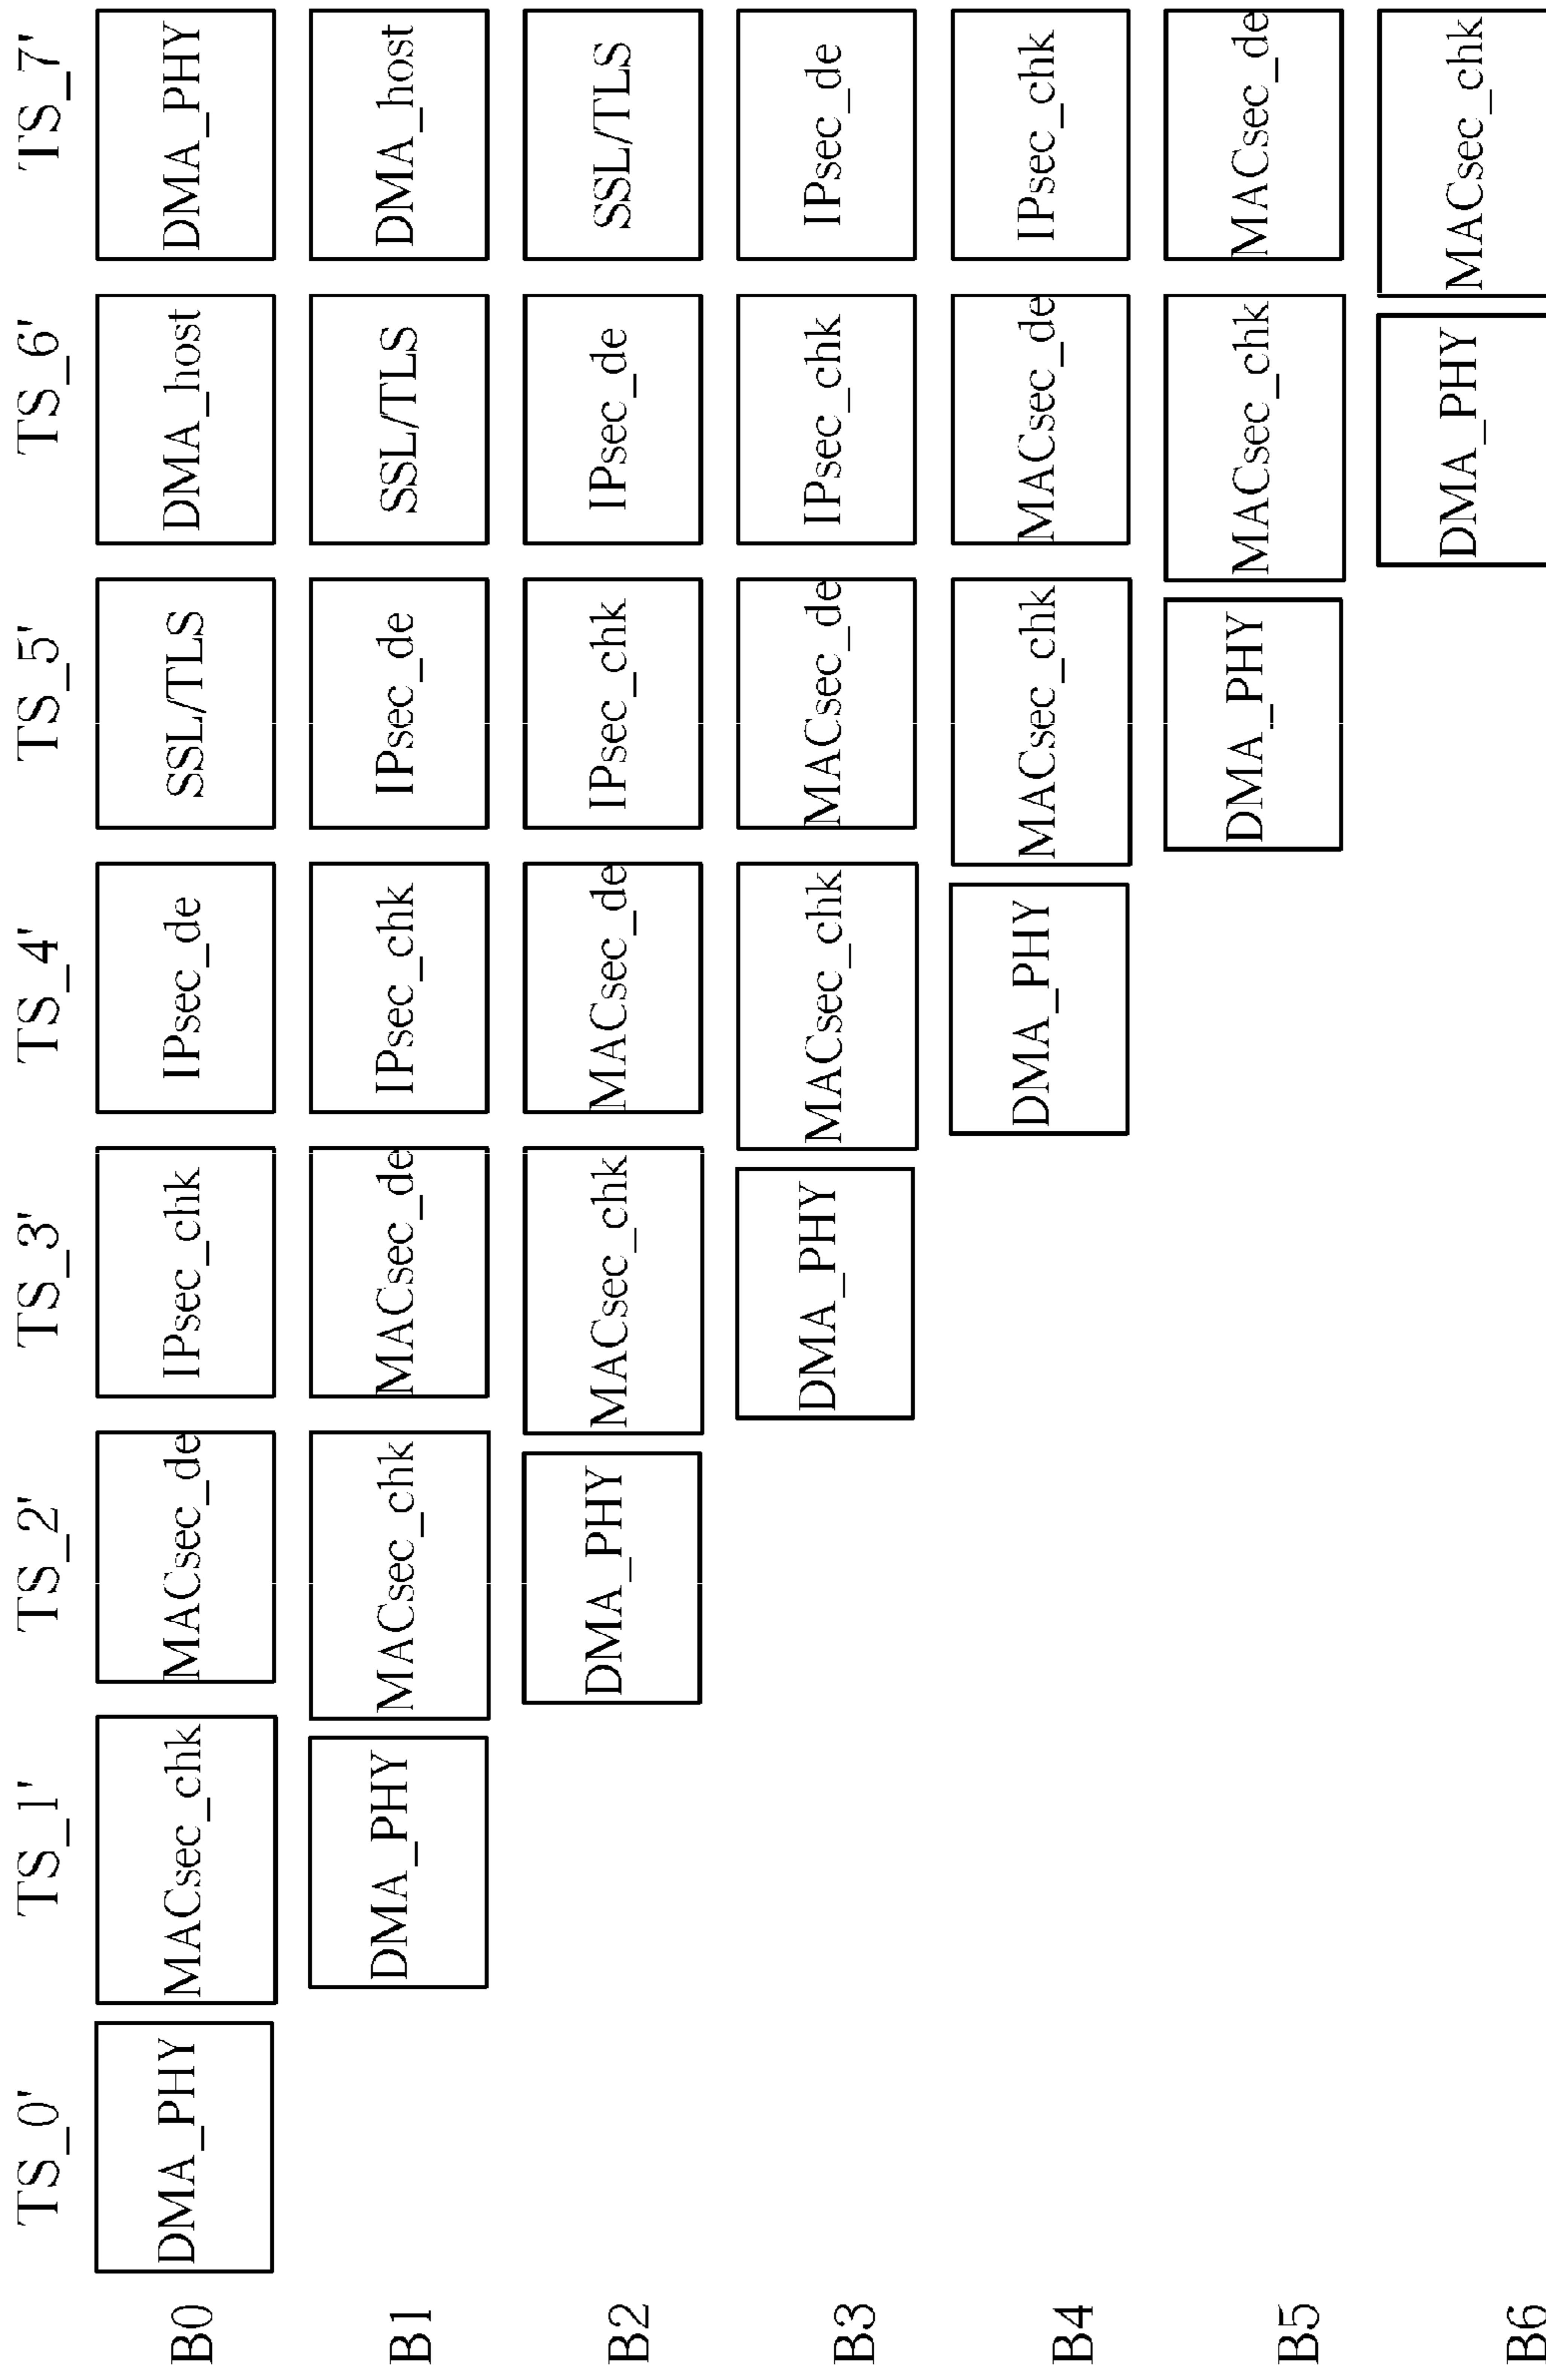 TS_0' TS_1' TS_2' TS_3' TS_4' TS_5' TS_6' TS_7'
B0 DMA_PHY MACsec_chk MACsec_de IPsec_chk IPsec_de SSL/TLS DMA_host DMA_PHY
B1 DMA_PHY MACsec_chk MACsec_de IPsec_chk IPsec_de SSL/TLS DMA_host
B2 DMA_PHY MACsec_chk MACsec_de IPsec_chk IPsec_de SSL/TLS
B3 DMA_PHY MACsec_chk MACsec_de IPsec_chk IPsec_de
B4 DMA_PHY MACsec_chk MACsec_de IPsec_chk
B5 DMA_PHY MACsec_chk MACsec_de
B6 DMA_PHY MACsec_chk